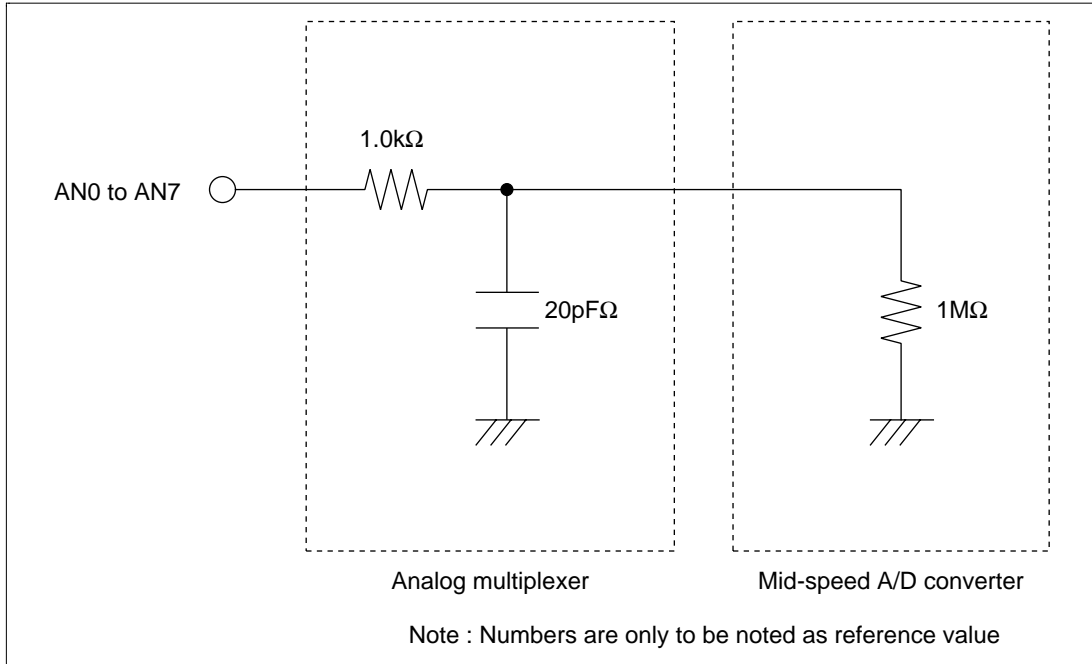 1.0kΩ
AN0 to AN7
20pFΩ
1MΩ
Analog multiplexer
Mid-speed A/D converter
Note : Numbers are only to be noted as reference value